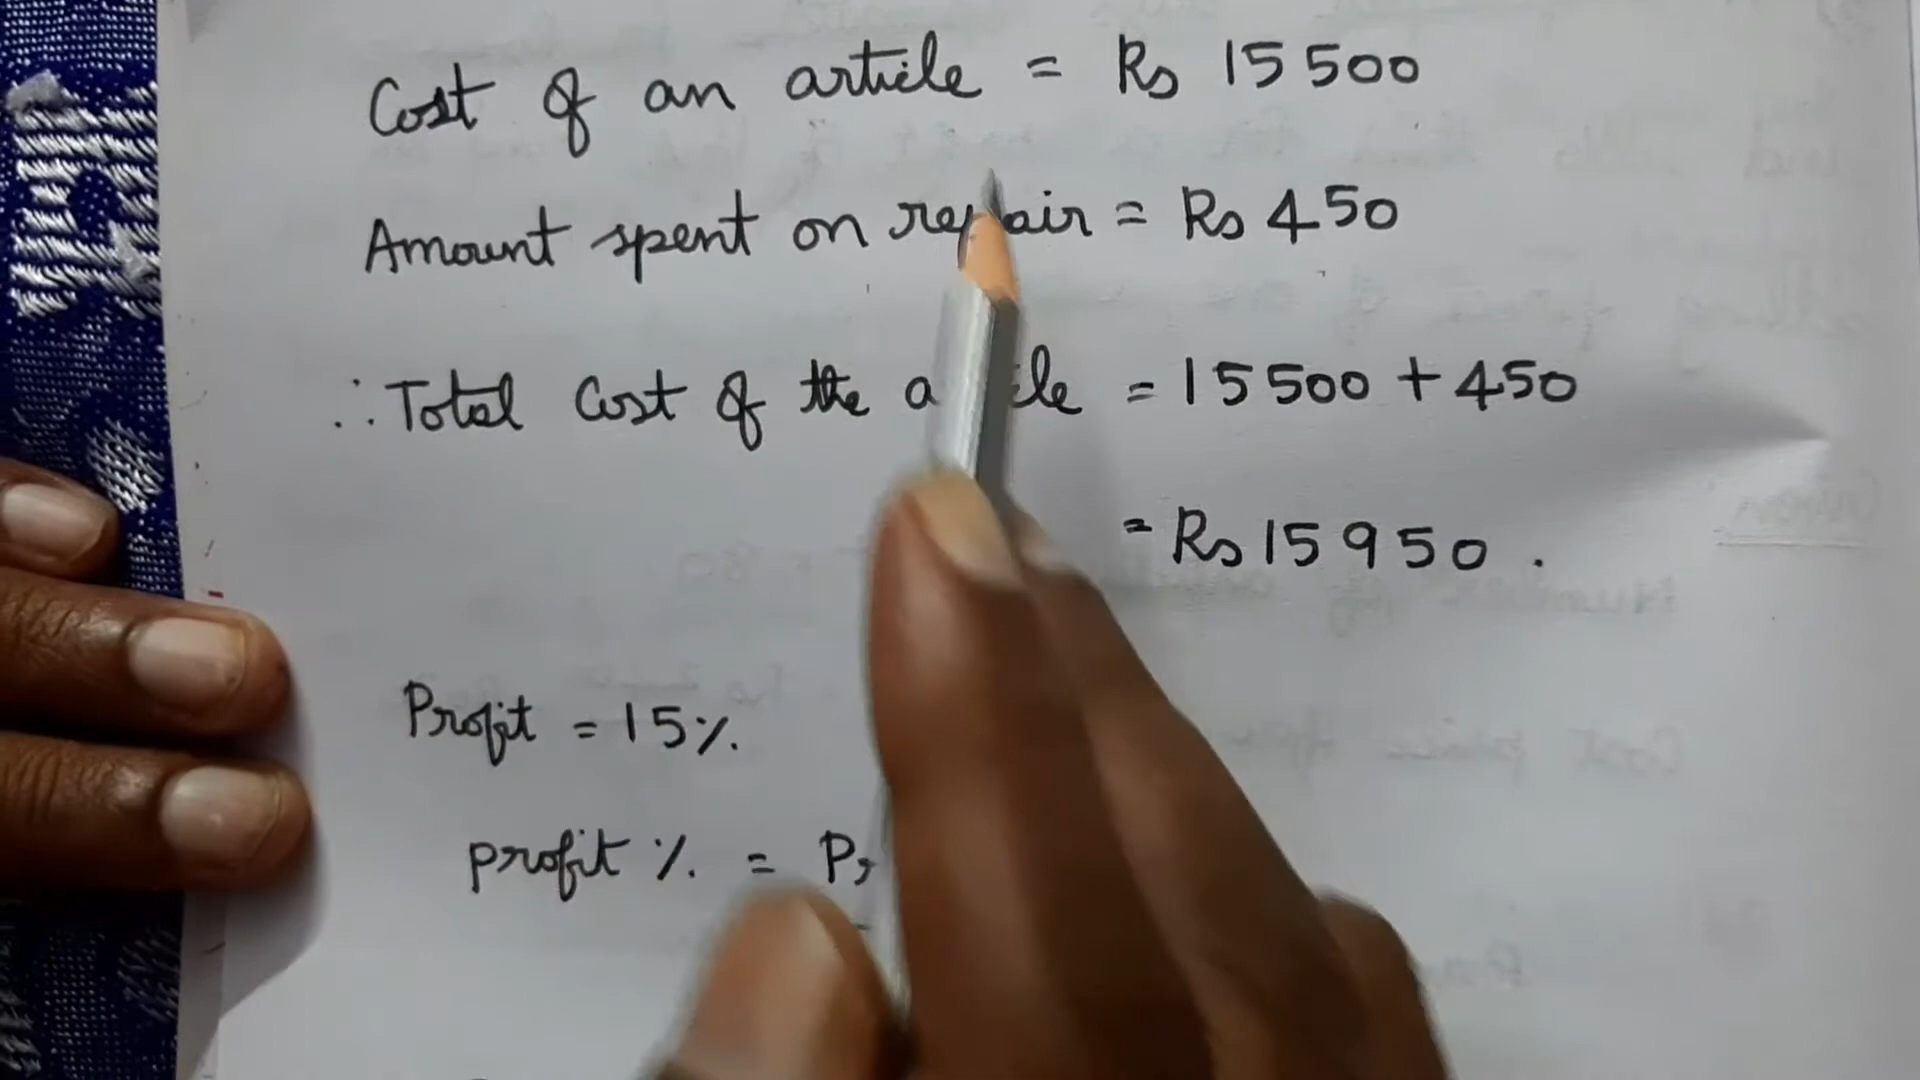 Cost of an article = Rs 15500
Amount spent on repair = Rs 450
∴ Total Cost of the = 15500 + 450
= Rs 15950.
Profit = 15%.
profit % =